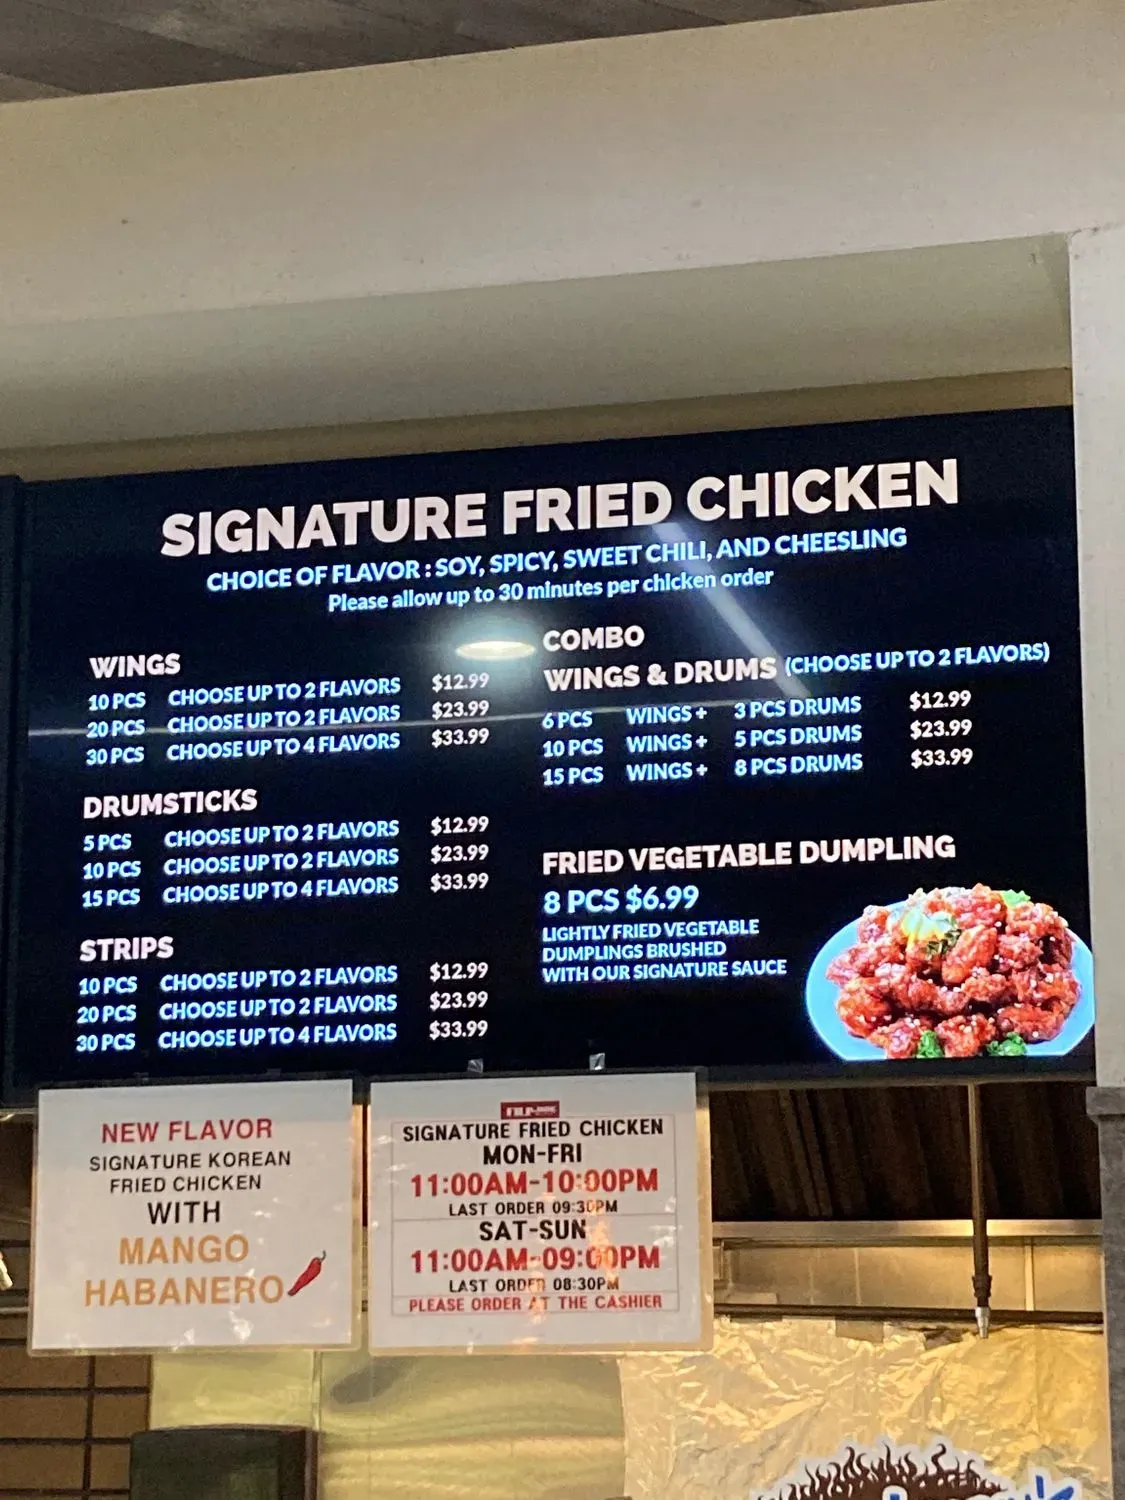 SIGNATURE FRIED CHICKEN
CHOICE OF FLAVOR : SOY, SPICY, SWEET CHILI, AND CHEESLING
Please allow up to 30 minutes per chicken order
WINGS
10 PCS CHOOSE UP TO 2 FLAVORS $12.99
20 PCS CHOOSE UP TO 2 FLAVORS $23.99
30 PCS CHOOSE UP TO 4 FLAVORS $33.99
DRUMSTICKS
5 PCS CHOOSE UP TO 2 FLAVORS $12.99
10 PCS CHOOSE UP TO 2 FLAVORS $23.99
15 PCS CHOOSE UP TO 4 FLAVORS $33.99
STRIPS
10 PCS CHOOSE UP TO 2 FLAVORS $12.99
20 PCS CHOOSE UP TO 2 FLAVORS $23.99
30 PCS CHOOSE UP TO 4 FLAVORS $33.99
COMBO
WINGS & DRUMS (CHOOSE UP TO 2 FLAVORS)
6 PCS WINGS + 3 PCS DRUMS $12.99
10 PCS WINGS + 5 PCS DRUMS $23.99
15 PCS WINGS + 8 PCS DRUMS $33.99
FRIED VEGETABLE DUMPLING
8 PCS $6.99
LIGHTLY FRIED VEGETABLE
DUMPLINGS BRUSHED
WITH OUR SIGNATURE SAUCE
NEW FLAVOR
SIGNATURE KOREAN
FRIED CHICKEN
WITH
MANGO
HABANERO
SIGNATURE FRIED CHICKEN
MON-FRI
11:00AM-10:00PM
LAST ORDER 09:30PM
SAT-SUN
11:00AM-09:00PM
LAST ORDER 08:30PM
PLEASE ORDER AT THE CASHIER